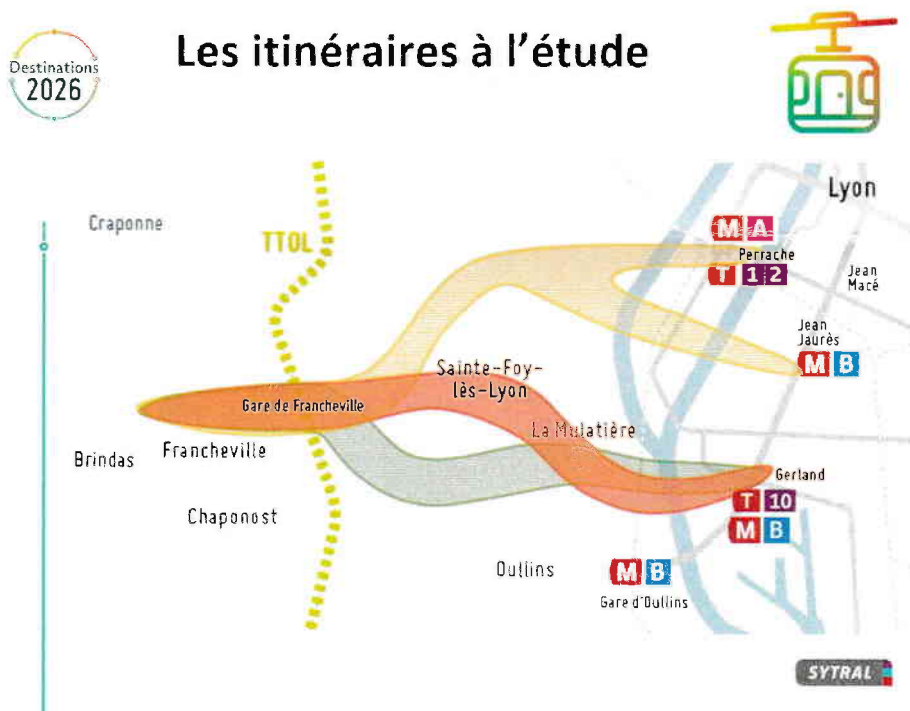 Destinations
2026
Les itinéraires à l'étude
Lyon
Craponne
TTOL
M A
Perrache
T 1 2
Jean
Macé
Jean
Jaurès
M B
Sainte-Foy-
lès-Lyon
Gare de Francheville
La Mulatière
Francheville
Brindas
Gerland
T 10
M B
Chaponost
Oullins
M B
Gare d'Oullins
SYTRAL